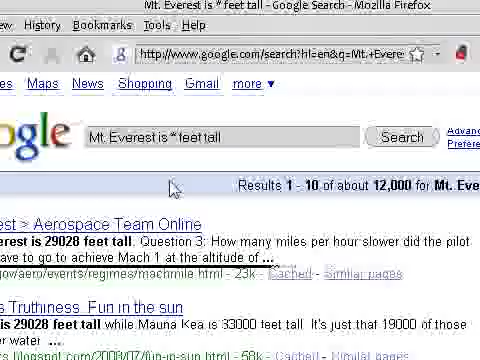 Mt. Everest is * feet tall - Google Search - Mozilla Firefox
History Bookmarks Tools Help
http://www.google.com/search?hl=en&q=Mt.+Evere
Maps News Shopping Gmail more ▼
ogle Mt. Everest is * feet tall Search Advanc
Prefere
Results 1 - 10 of about 12,000 for Mt. Eve
est > Aerospace Team Online
erest is 29028 feet tall. Question 3: How many miles per hour slower did the pilot
ave to go to achieve Mach 1 at the altitude of ...
gov/aero/events/regimes/machmile.html - 23k - Cached - Similar pages
s Truthiness: Fun in the sun
is 29028 feet tall while Mauna Kea is 33000 feet tall. It's just that 19000 of those
er water. ...
s.blogspot.com/2008/07/fun-in-sun.html - 58k - Cached - Similar pages